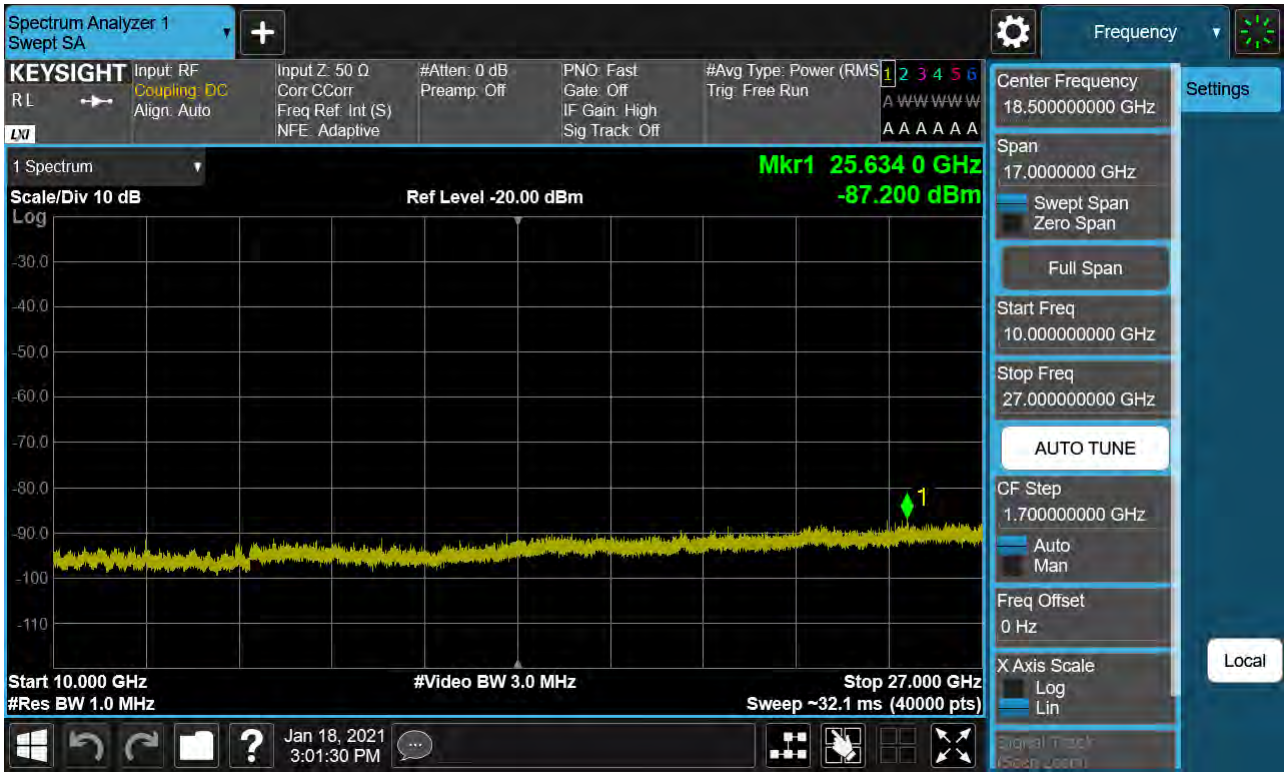 Spectrum Analyzer 1
Swept SA
Frequency
KEYSIGHT
RL
LXI
Input: RF
Coupling: DC
Align: Auto
Input Z: 50 Ω
Corr CCorr
Freq Ref: Int (S)
NFE: Adaptive
#Atten: 0 dB
Preamp: Off
PNO: Fast
Gate: Off
IF Gain: High
Sig Track: Off
#Avg Type: Power (RMS
Trig: Free Run
1 2 3 4 5 6
A W W W W W
A A A A A A
1 Spectrum
Scale/Div 10 dB
Ref Level -20.00 dBm
Mkr1 25.634 0 GHz
-87.200 dBm
Log
-30.0
-40.0
-50.0
-60.0
-70.0
-80.0
-90.0
-100
-110
1
Start 10.000 GHz
#Video BW 3.0 MHz
Stop 27.000 GHz
#Res BW 1.0 MHz
Sweep ~32.1 ms (40000 pts)
Center Frequency
18.500000000 GHz
Span
17.0000000 GHz
Swept Span
Zero Span
Full Span
Start Freq
10.000000000 GHz
Stop Freq
27.000000000 GHz
AUTO TUNE
CF Step
1.700000000 GHz
Auto
Man
Freq Offset
0 Hz
X Axis Scale
Log
Lin
Signal Track
(Span Zoom)
Settings
Local
Jan 18, 2021
3:01:30 PM